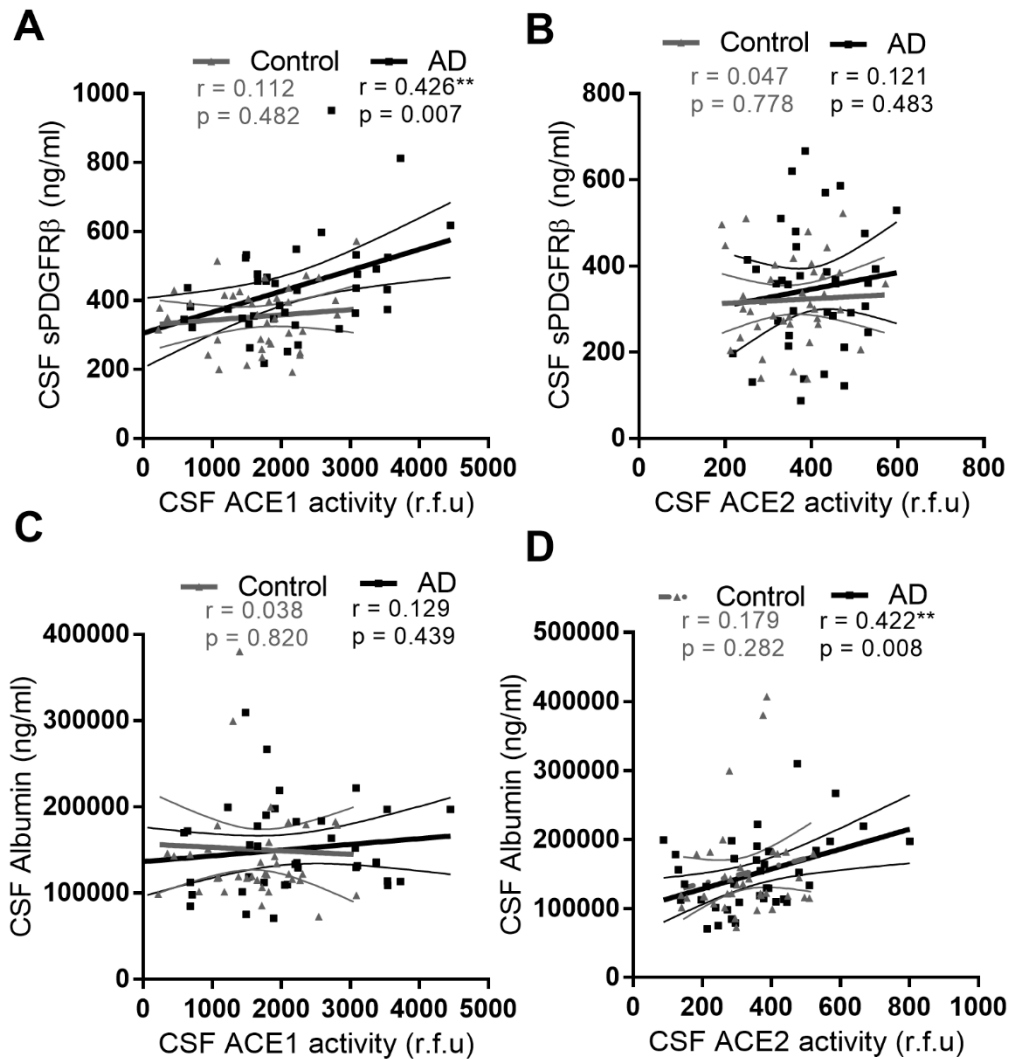 A
Control AD
r = 0.112 r = 0.426**
p = 0.482 p = 0.007
1000
800
600
400
200
0
CSF sPDGFRβ (ng/ml)
0 1000 2000 3000 4000 5000
CSF ACE1 activity (r.f.u)
B
Control AD
r = 0.047 r = 0.121
p = 0.778 p = 0.483
800
600
400
200
0
CSF sPDGFRβ (ng/ml)
0 200 400 600 800
CSF ACE2 activity (r.f.u)
C
Control AD
r = 0.038 r = 0.129
p = 0.820 p = 0.439
400000
300000
200000
100000
0
CSF Albumin (ng/ml)
0 1000 2000 3000 4000 5000
CSF ACE1 activity (r.f.u)
D
Control AD
r = 0.179 r = 0.422**
p = 0.282 p = 0.008
500000
400000
300000
200000
100000
0
CSF Albumin (ng/ml)
0 200 400 600 800 1000
CSF ACE2 activity (r.f.u)